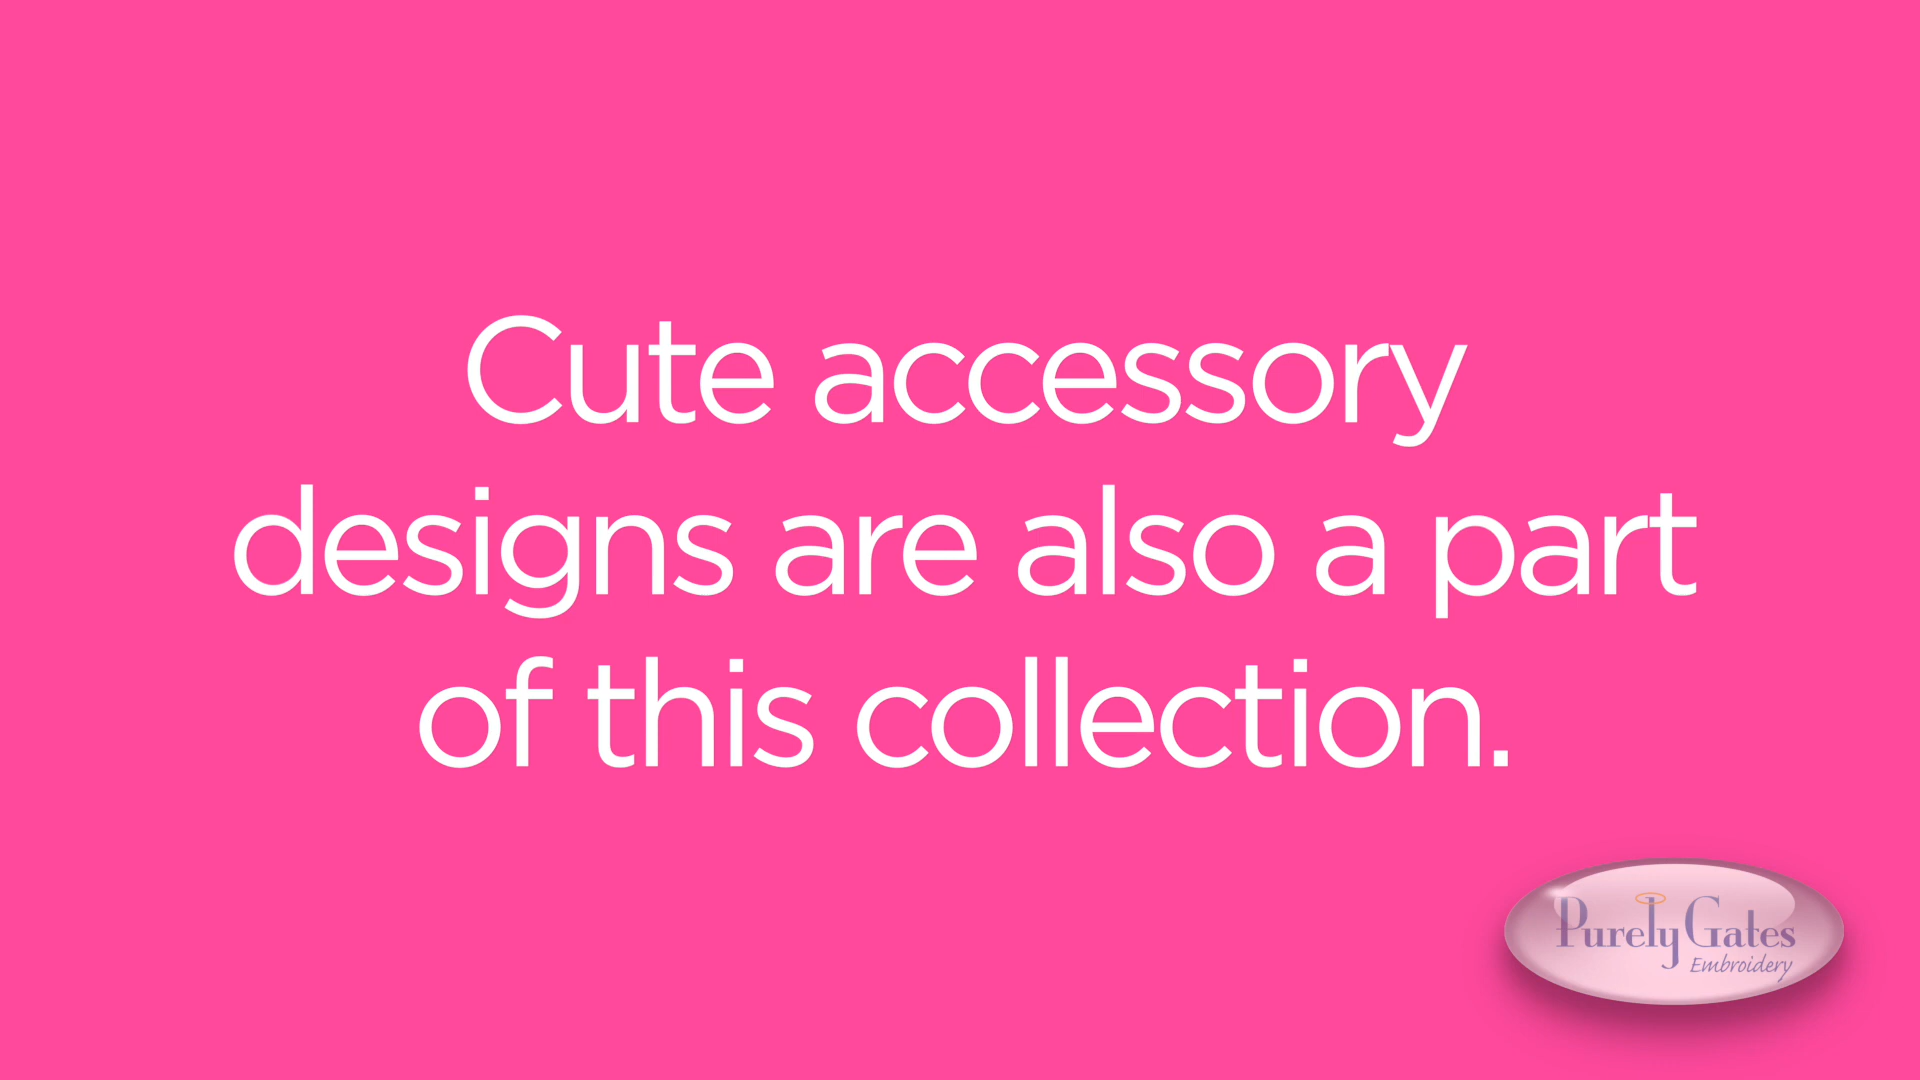 Cute accessory
designs are also a part
of this collection.
Purely Gates
Embroidery